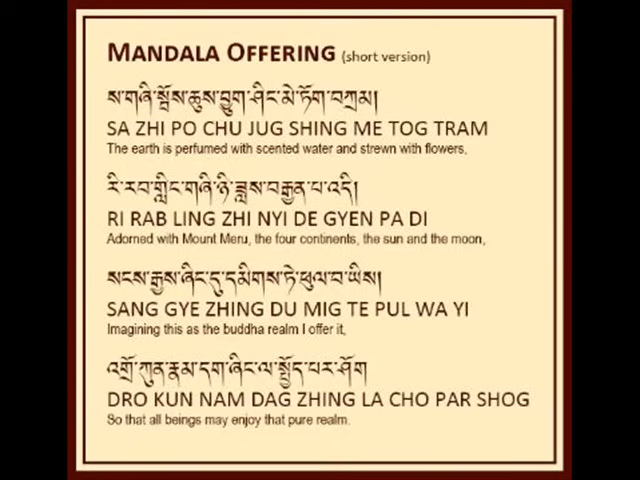 MANDALA OFFERING (short version)
ས་གཞི་སྤོས་ཆུས་བྱུག་ཤིང་མེ་ཏོག་བཀྲམ།
SA ZHI PO CHU JUG SHING ME TOG TRAM
The earth is perfumed with scented water and strewn with flowers,
རི་རབ་གླིང་གཞི་ཉི་ཟླས་བརྒྱན་པ་འདི།
RI RAB LING ZHI NYI DE GYEN PA DI
Adorned with Mount Meru, the four continents, the sun and the moon,
སངས་རྒྱས་ཞིང་དུ་དམིགས་ཏེ་ཕུལ་བ་ཡིས།
SANG GYE ZHING DU MIG TE PUL WA YI
Imagining this as the buddha realm I offer it,
འགྲོ་ཀུན་རྣམ་དག་ཞིང་ལ་སྤྱོད་པར་ཤོག
DRO KUN NAM DAG ZHING LA CHO PAR SHOG
So that all beings may enjoy that pure realm.